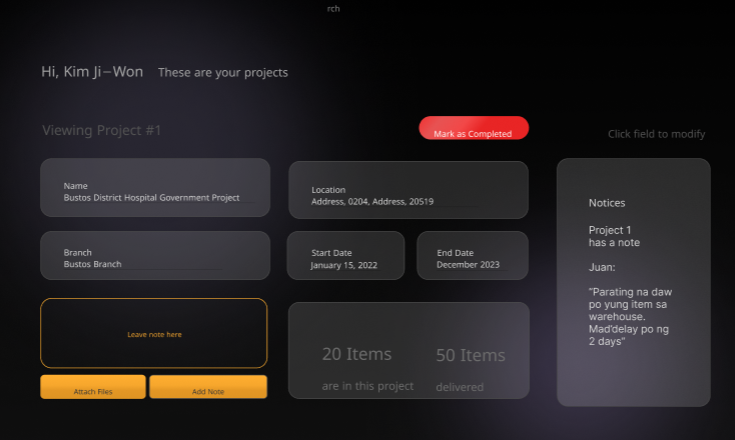 rch
Hi, Kim Ji-Won These are your projects
Viewing Project #1
Mark as Completed
Click field to modify
Name
Bustos District Hospital Government Project
Location
Address, 0204, Address, 20519
Branch
Bustos Branch
Start Date
January 15, 2022
End Date
December 2023
Leave note here
Attach Files
Add Note
20 Items
are in this project
50 Items
delivered
Notices
Project 1
has a note
Juan:
"Parating na daw
po yung item sa
warehouse.
Mad'delay po ng
2 days"